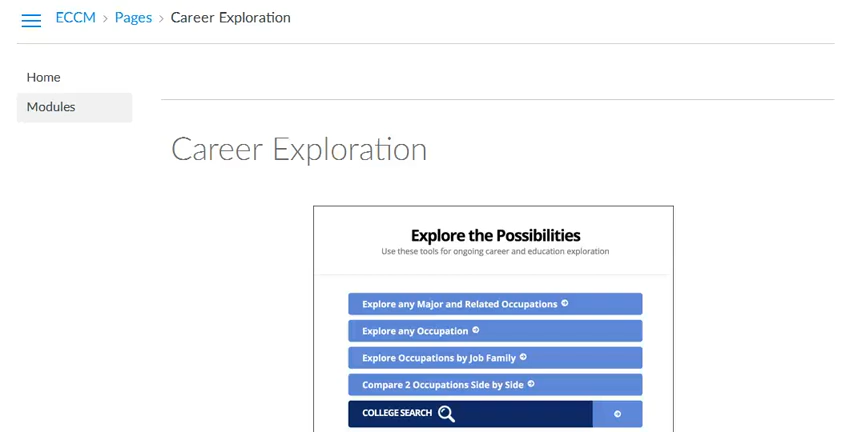 ECCM > Pages > Career Exploration
Home
Modules
Career Exploration
Explore the Possibilities
Use these tools for ongoing career and education exploration
Explore any Major and Related Occupations
Explore any Occupation
Explore Occupations by Job Family
Compare 2 Occupations Side by Side
COLLEGE SEARCH